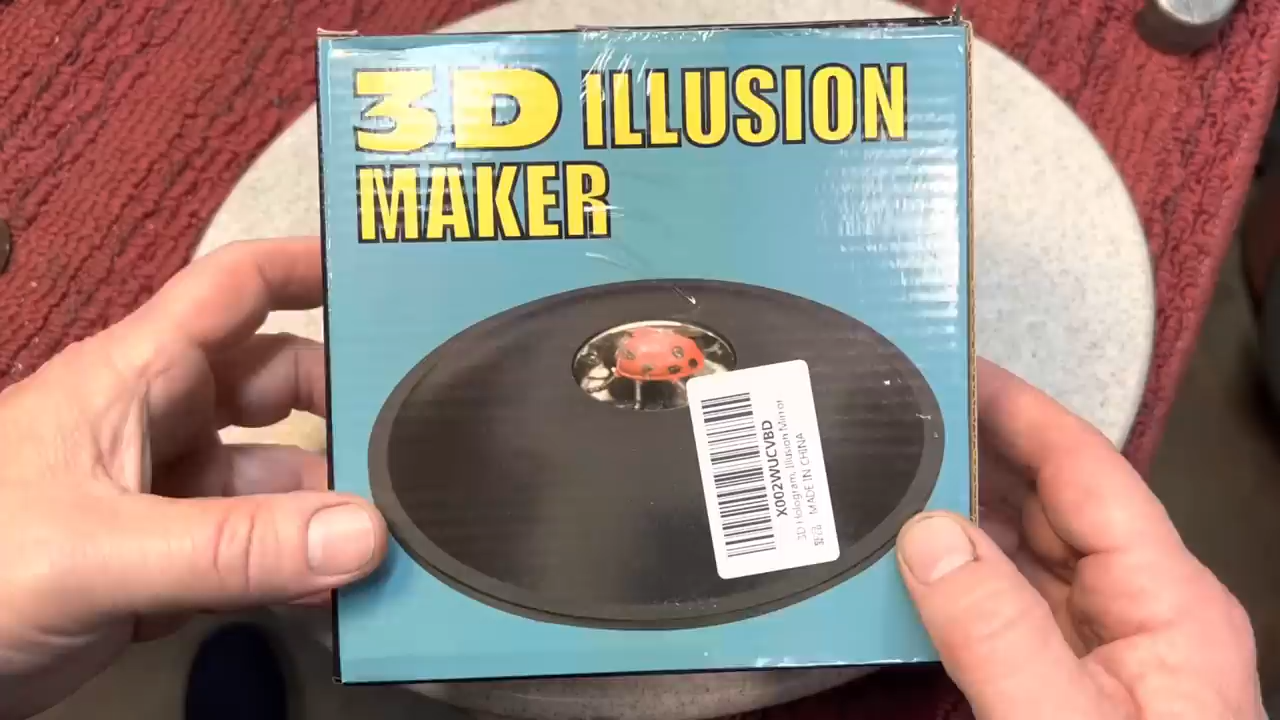 3D ILLUSION
MAKER
X002WUCVBD
3D Hologram, Illusion Mirror
MADE IN CHINA